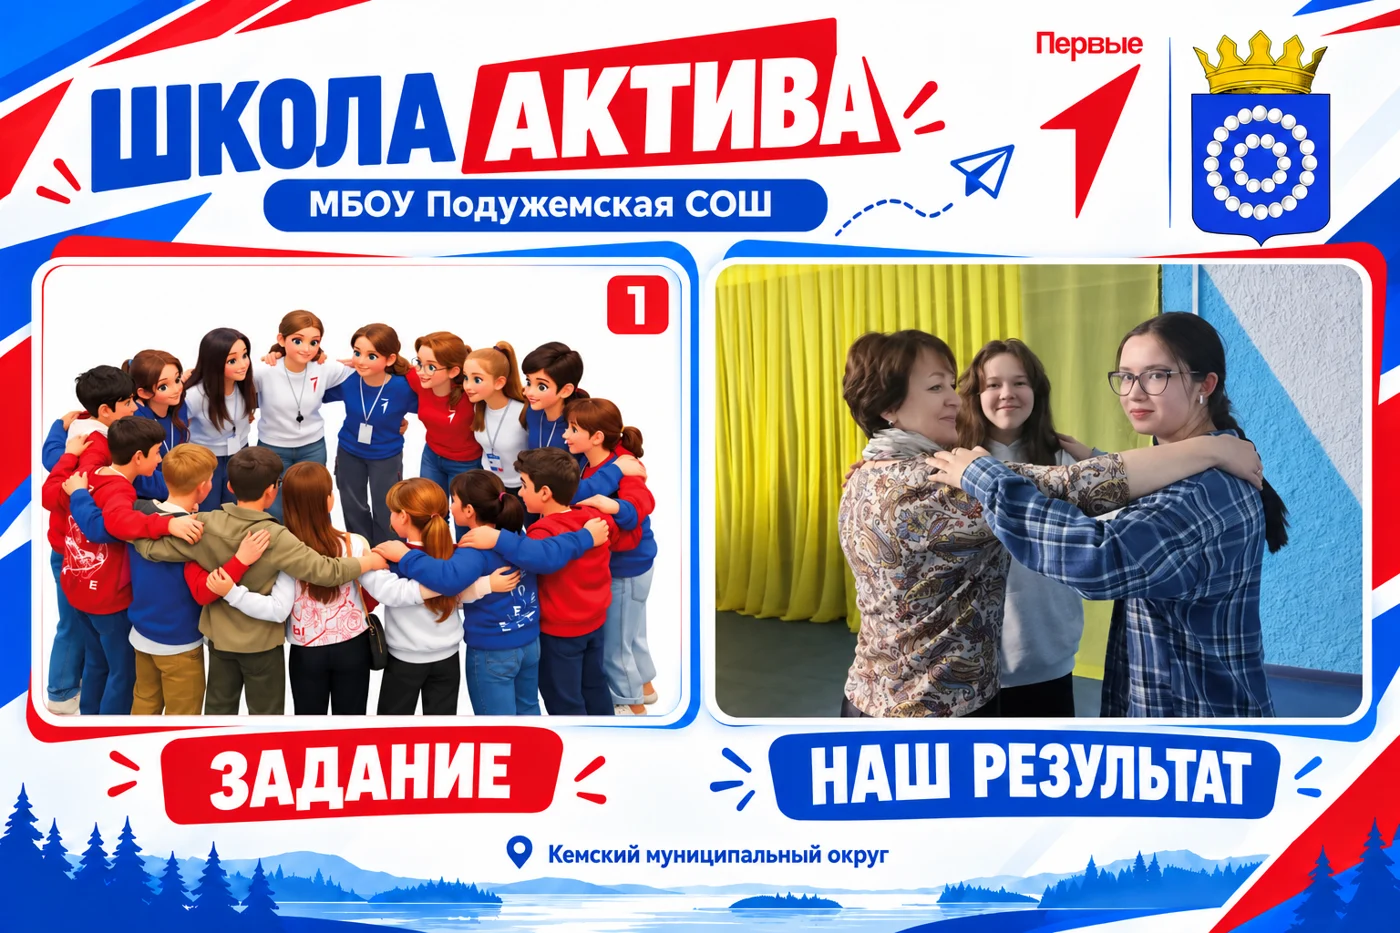 ШКОЛА АКТИВА
МБОУ Подужемская СОШ
Первые
1
ЗАДАНИЕ
НАШ РЕЗУЛЬТАТ
Кемский муниципальный округ